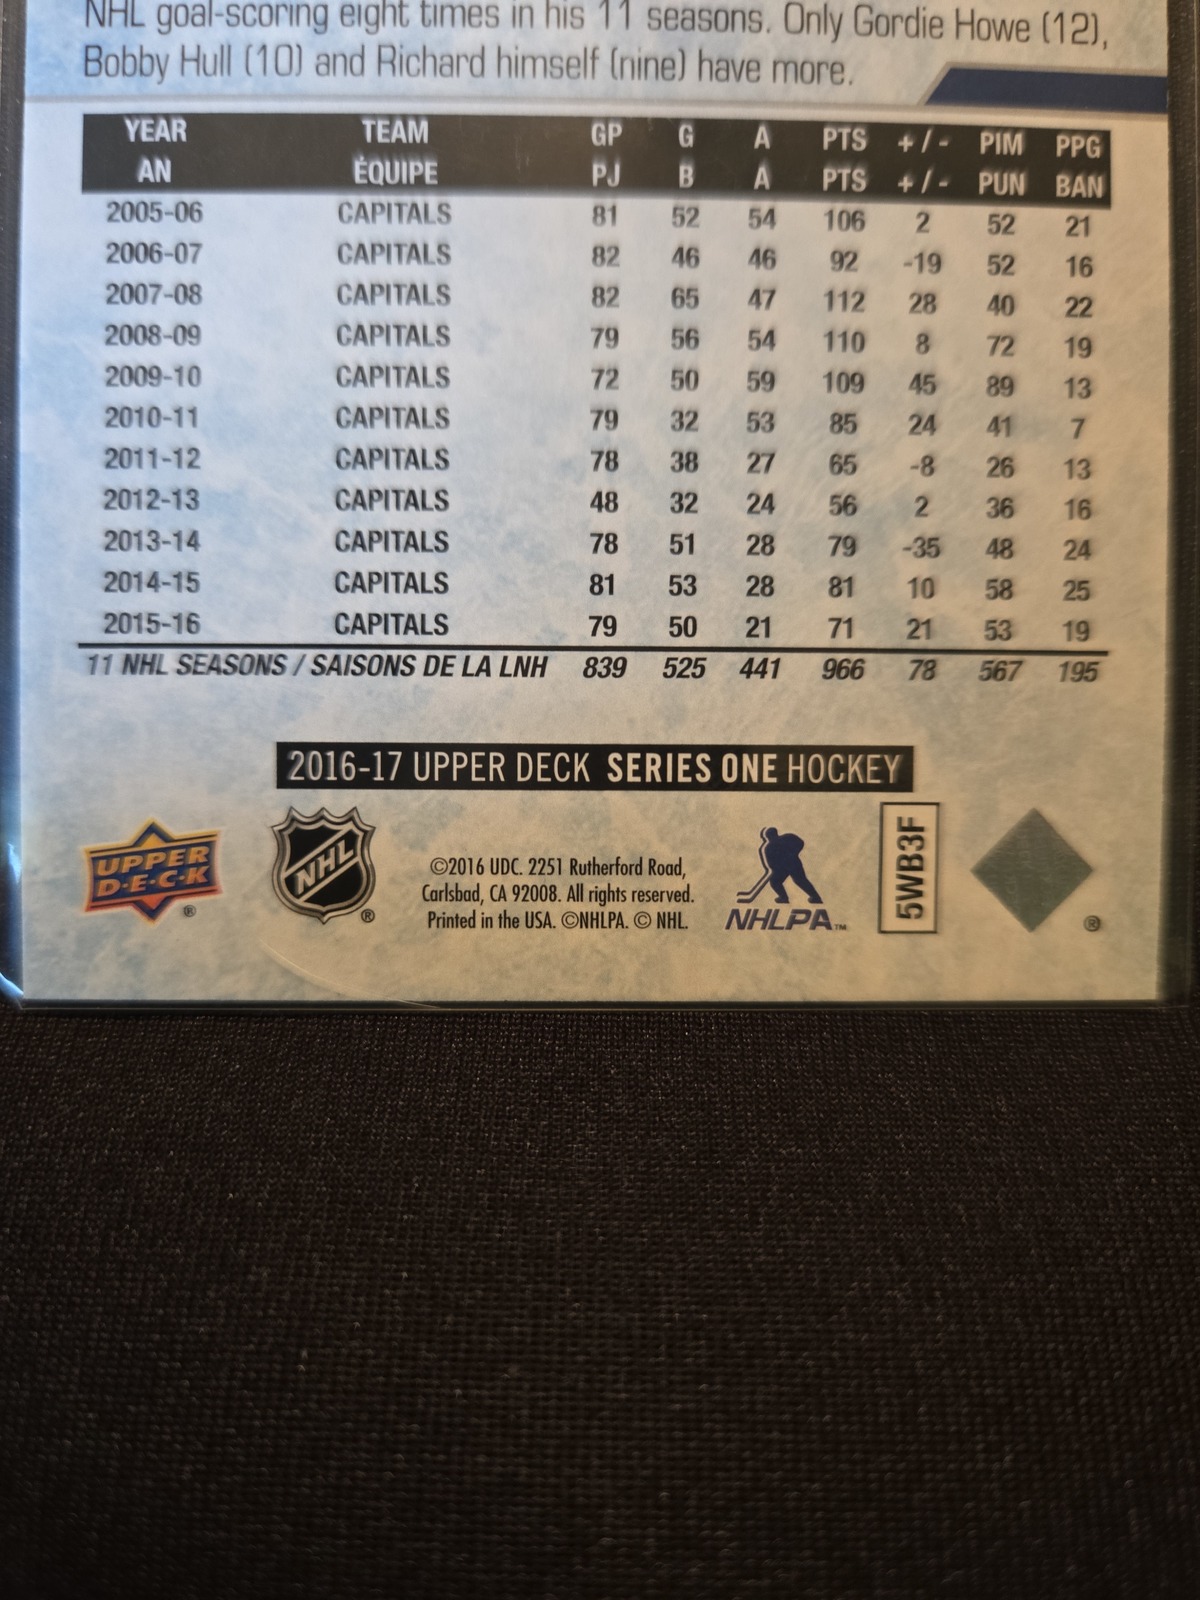 NHL goal-scoring eight times in his 11 seasons. Only Gordie Howe (12),
Bobby Hull (10) and Richard himself (nine) have more.
YEAR TEAM GP G A PTS +/- PIM PPG
AN ÉQUIPE PJ B A PTS +/- PUN BAN
2005-06 CAPITALS 81 52 54 106 2 52 21
2006-07 CAPITALS 82 46 46 92 -19 52 16
2007-08 CAPITALS 82 65 47 112 28 40 22
2008-09 CAPITALS 79 56 54 110 8 72 19
2009-10 CAPITALS 72 50 59 109 45 89 13
2010-11 CAPITALS 79 32 53 85 24 41 7
2011-12 CAPITALS 78 38 27 65 -8 26 13
2012-13 CAPITALS 48 32 24 56 2 36 16
2013-14 CAPITALS 78 51 28 79 -35 48 24
2014-15 CAPITALS 81 53 28 81 10 58 25
2015-16 CAPITALS 79 50 21 71 21 53 19
11 NHL SEASONS / SAISONS DE LA LNH 839 525 441 966 78 567 195
2016-17 UPPER DECK SERIES ONE HOCKEY
UPPER
D·E·C·K
®
NHL
®
©2016 UDC. 2251 Rutherford Road,
Carlsbad, CA 92008. All rights reserved.
Printed in the USA. ©NHLPA. © NHL.
NHLPA™
5WB3F
®